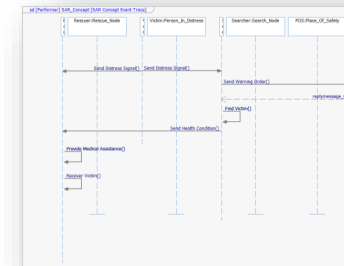 sd [Performer] SAR_Concept [SAR Concept Event Trace]
Rescuer:Rescue_Node
Victim:Person_In_Distress
Searcher:Search_Node
POS:Place_Of_Safety
Send Distress Signal()
Send Distress Signal()
Send Warning Order()
Find Victim()
Send Health Condition()
Provide Medical Assistance()
Recover Victim()